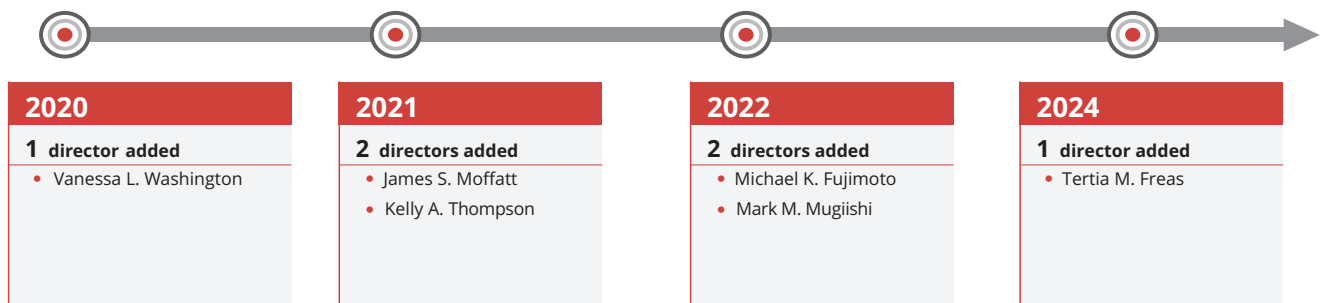 2020
1 director added
• Vanessa L. Washington
2021
2 directors added
• James S. Moffatt
• Kelly A. Thompson
2022
2 directors added
• Michael K. Fujimoto
• Mark M. Mugiishi
2024
1 director added
• Tertia M. Freas